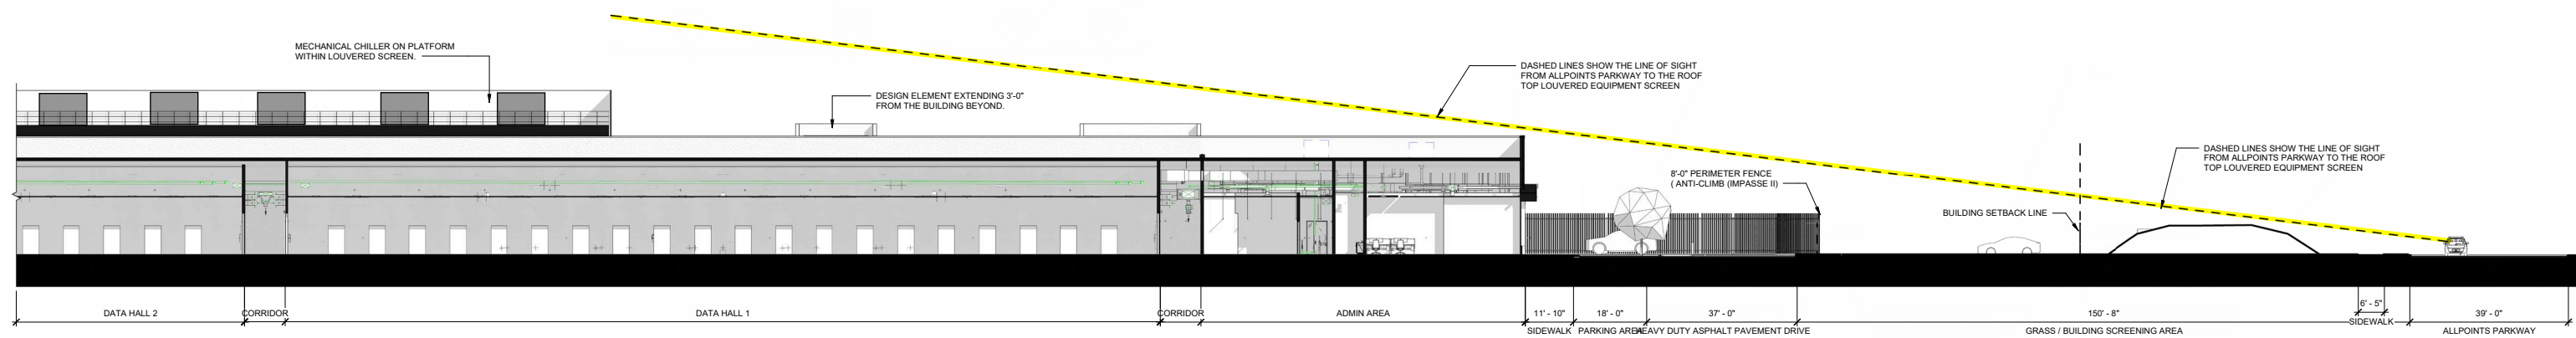 MECHANICAL CHILLER ON PLATFORM
WITHIN LOUVERED SCREEN.
DESIGN ELEMENT EXTENDING 3'-0"
FROM THE BUILDING BEYOND.
DASHED LINES SHOW THE LINE OF SIGHT
FROM ALLPOINTS PARKWAY TO THE ROOF
TOP LOUVERED EQUIPMENT SCREEN
8'-0" PERIMETER FENCE
( ANTI-CLIMB (IMPASSE II)
BUILDING SETBACK LINE
DASHED LINES SHOW THE LINE OF SIGHT
FROM ALLPOINTS PARKWAY TO THE ROOF
TOP LOUVERED EQUIPMENT SCREEN
DATA HALL 2
CORRIDOR
DATA HALL 1
CORRIDOR
ADMIN AREA
11' - 10"
SIDEWALK
18' - 0"
PARKING AREA
37' - 0"
HEAVY DUTY ASPHALT PAVEMENT DRIVE
150' - 8"
GRASS / BUILDING SCREENING AREA
6' - 5"
SIDEWALK
39' - 0"
ALLPOINTS PARKWAY